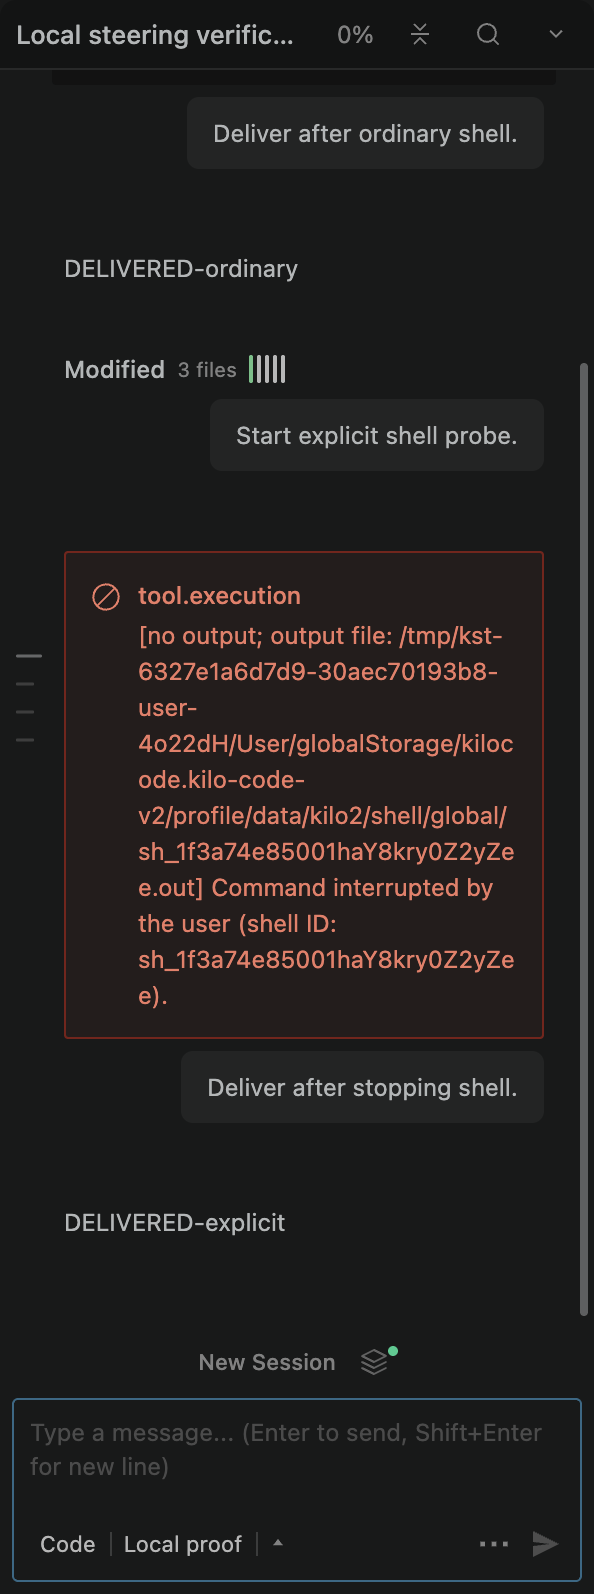 Local steering verific...
0%
Deliver after ordinary shell.
DELIVERED-ordinary
Modified 3 files
Start explicit shell probe.
tool.execution
[no output; output file: /tmp/kst-
6327e1a6d7d9-30aec70193b8-
user-
4o22dH/User/globalStorage/kiloc
ode.kilo-code-
v2/profile/data/kilo2/shell/global/
sh_1f3a74e85001haY8kry0Z2yZe
e.out] Command interrupted by
the user (shell ID:
sh_1f3a74e85001haY8kry0Z2yZe
e).
Deliver after stopping shell.
DELIVERED-explicit
New Session
Type a message... (Enter to send, Shift+Enter
for new line)
Code
Local proof